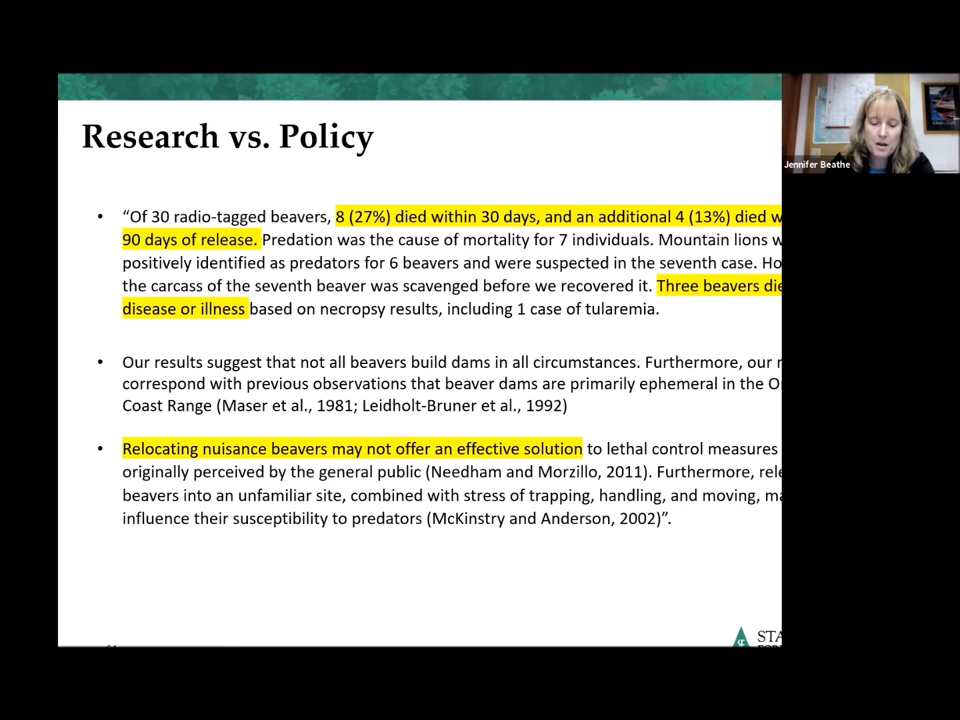 Research vs. Policy
Jennifer Beathe
• “Of 30 radio-tagged beavers, 8 (27%) died within 30 days, and an additional 4 (13%) died
90 days of release. Predation was the cause of mortality for 7 individuals. Mountain lions
positively identified as predators for 6 beavers and were suspected in the seventh case.
the carcass of the seventh beaver was scavenged before we recovered it. Three beavers
disease or illness based on necropsy results, including 1 case of tularemia.
• Our results suggest that not all beavers build dams in all circumstances. Furthermore, our
correspond with previous observations that beaver dams are primarily ephemeral in the
Coast Range (Maser et al., 1981; Leidholt-Bruner et al., 1992)
• Relocating nuisance beavers may not offer an effective solution to lethal control measures
originally perceived by the general public (Needham and Morzillo, 2011). Furthermore,
beavers into an unfamiliar site, combined with stress of trapping, handling, and moving,
influence their susceptibility to predators (McKinstry and Anderson, 2002)”.
STA